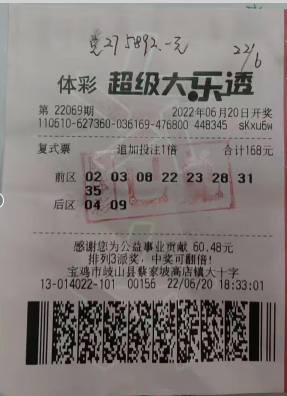 兑275892.一元
22/6
体彩 超级大乐透
第 22069期 2022年06月20日开奖
110610-627360-036169-476800 448345 sKxu6w
复式票 追加投注1倍 合计168元
前区 02 03 08 22 23 28 31
35
后区 04 09
感谢您为公益事业贡献 60.48元
排列3派奖，中奖可翻倍！
宝鸡市岐山县蔡家坡高店镇大十字
13-014022-101 00156 22/06/20 18:33:01